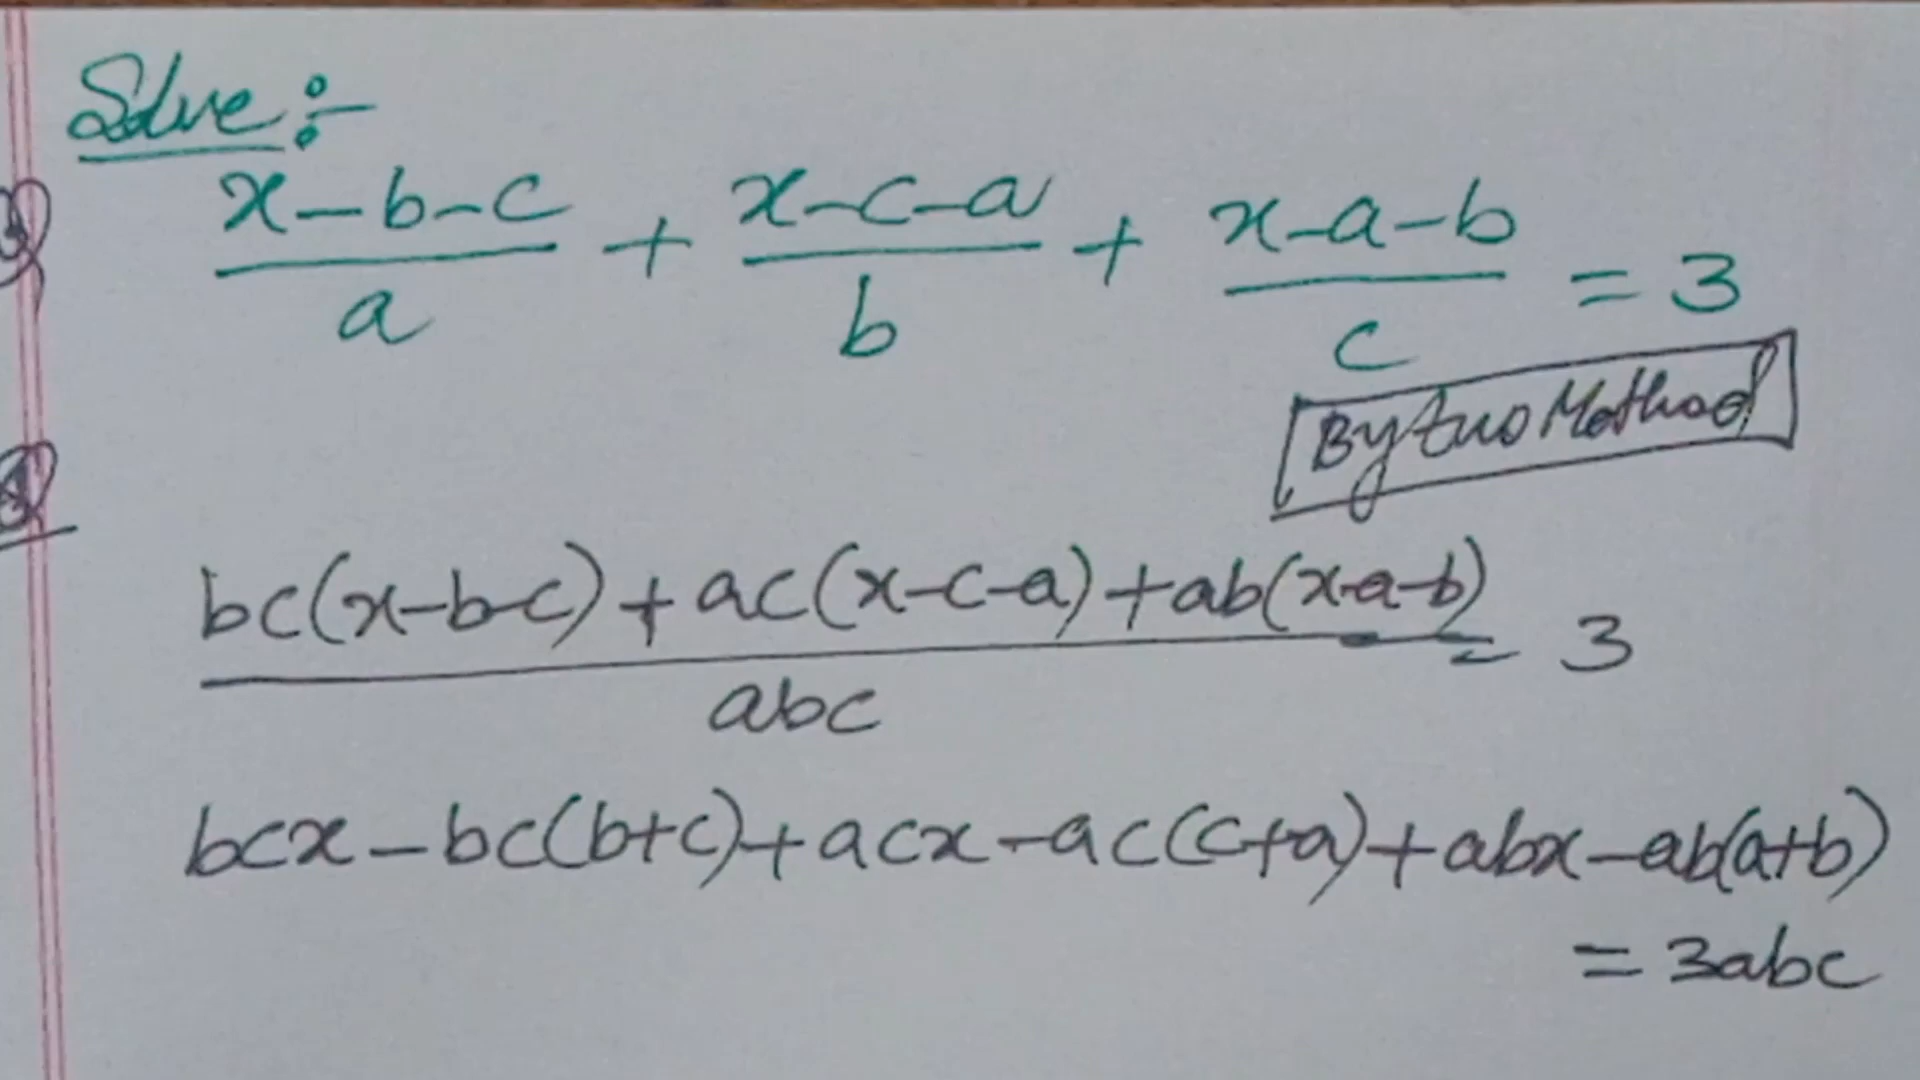 Solve:-
x-b-c/a + x-c-a/b + x-a-b/c = 3
By two Method
bc(x-b-c)+ac(x-c-a)+ab(x-a-b)/abc = 3
bcx-bc(b+c)+acx-ac(c+a)+abx-ab(a+b)
= 3abc